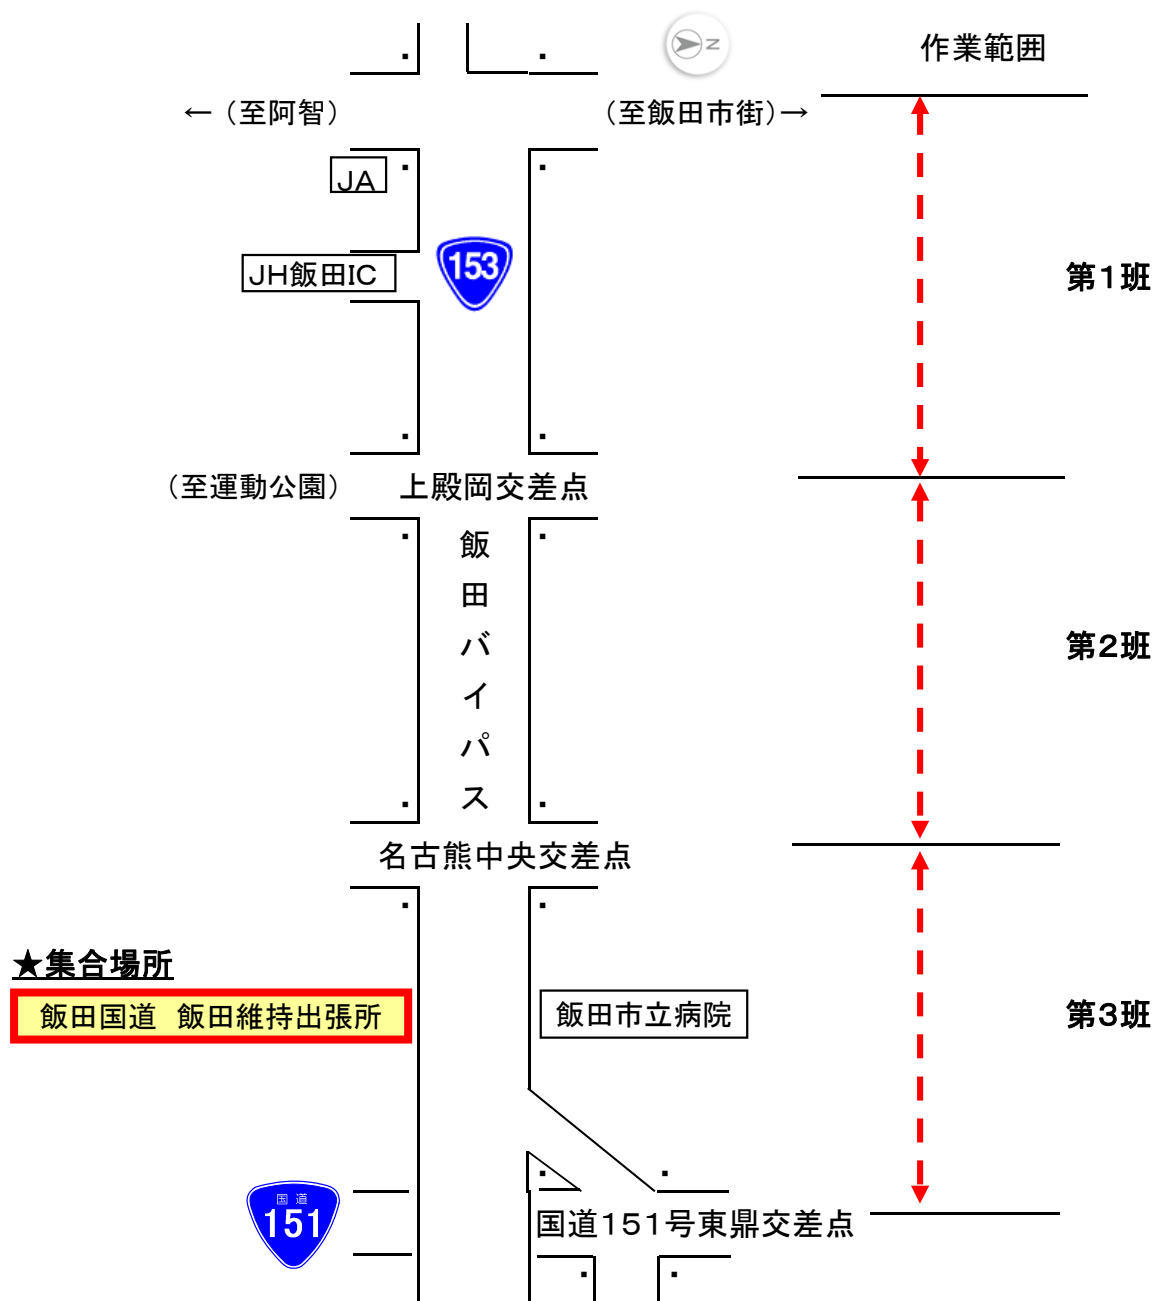 N
作業範囲
←（至阿智）
（至飯田市街）→
JA
JH飯田IC
153
第1班
（至運動公園）
上殿岡交差点
飯田バイパス
第2班
名古熊中央交差点
★集合場所
飯田国道　飯田維持出張所
飯田市立病院
第3班
国道
151
国道151号東鼎交差点